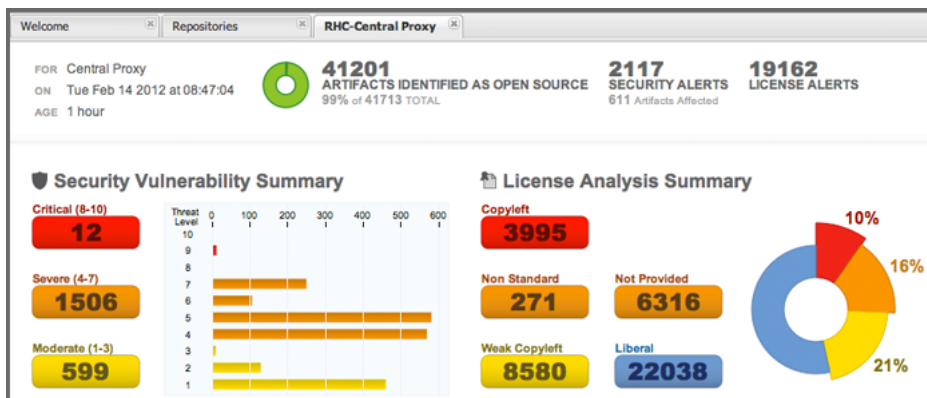 Welcome
Repositories
RHC-Central Proxy
FOR Central Proxy
ON Tue Feb 14 2012 at 08:47:04
AGE 1 hour
41201
ARTIFACTS IDENTIFIED AS OPEN SOURCE
99% of 41713 TOTAL
2117
SECURITY ALERTS
611 Artifacts Affected
19162
LICENSE ALERTS
Security Vulnerability Summary
Critical (8-10)
12
Severe (4-7)
1506
Moderate (1-3)
599
Threat Level
0 100 200 300 400 500 600
10
9
8
7
6
5
4
3
2
1
License Analysis Summary
Copyleft
3995
Non Standard
271
Not Provided
6316
Weak Copyleft
8580
Liberal
22038
10%
16%
21%